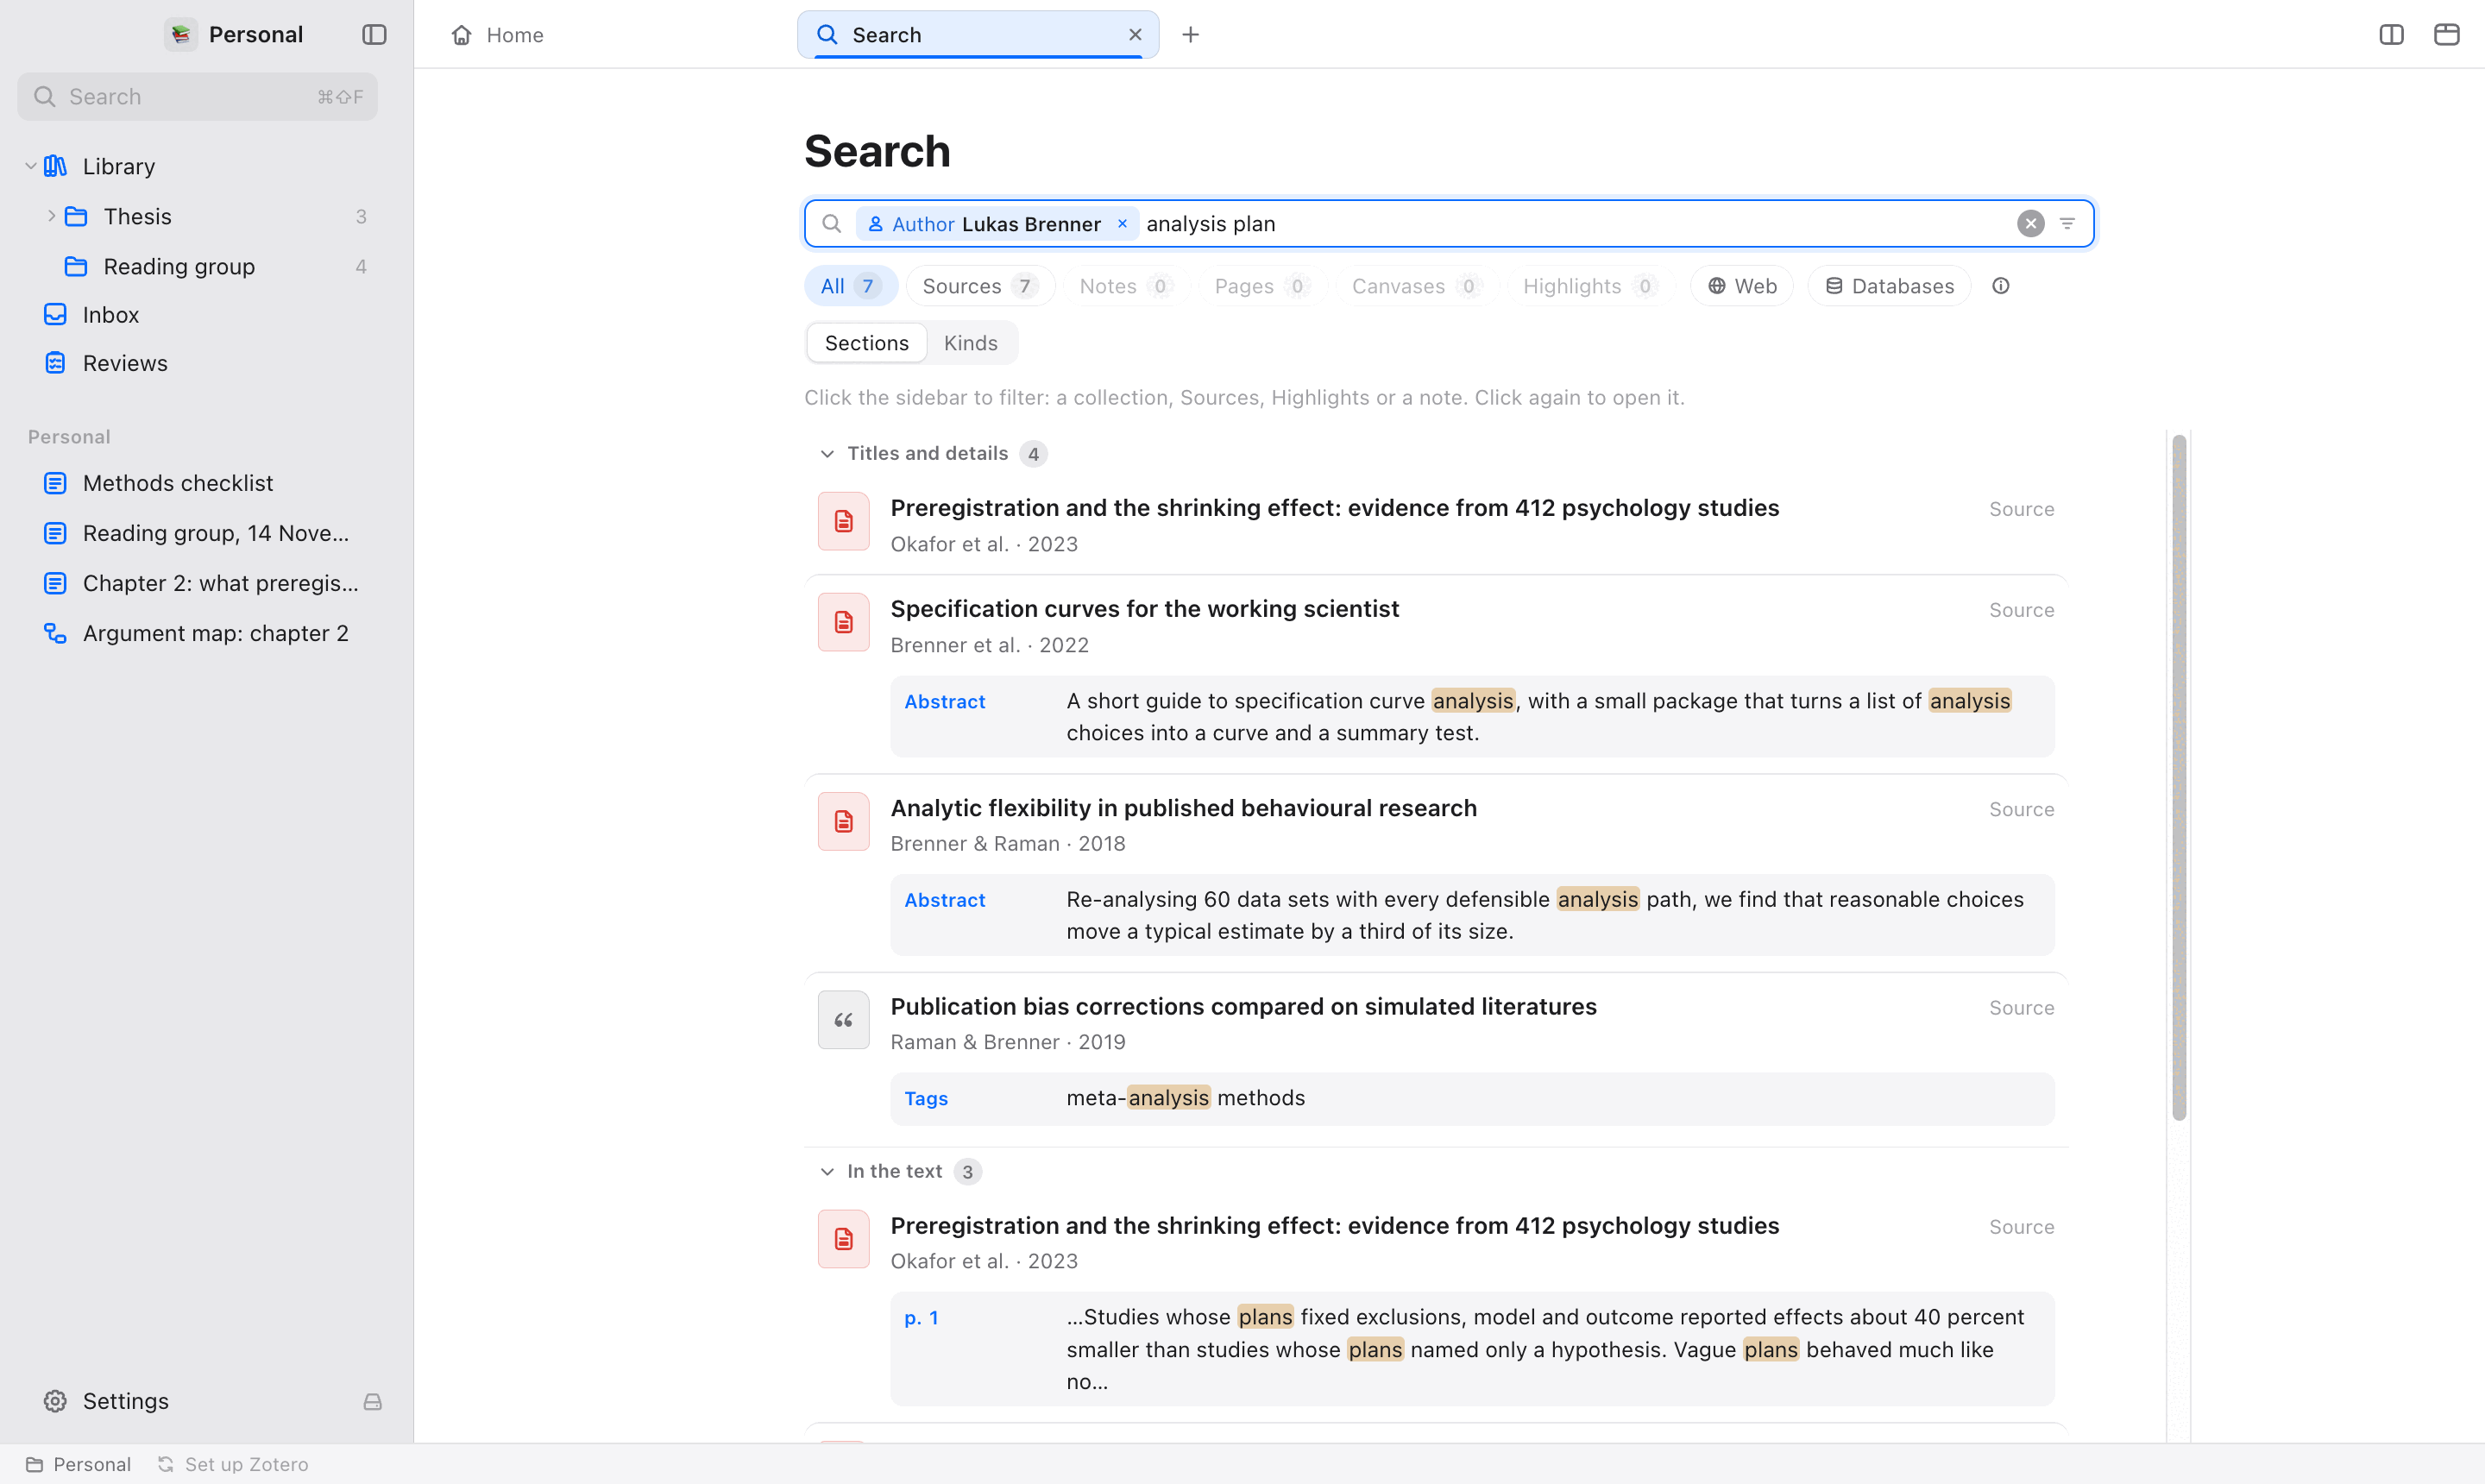 Personal
Search ⌘⇧F
Library
Thesis 3
Reading group 4
Inbox
Reviews
Personal
Methods checklist
Reading group, 14 Nove...
Chapter 2: what preregis...
Argument map: chapter 2
Settings
Home
Search
Search
Author Lukas Brenner × analysis plan
All 7 Sources 7 Notes 0 Pages 0 Canvases 0 Highlights 0 Web Databases
Sections Kinds
Click the sidebar to filter: a collection, Sources, Highlights or a note. Click again to open it.
Titles and details 4
Preregistration and the shrinking effect: evidence from 412 psychology studies Source
Okafor et al. · 2023
Specification curves for the working scientist Source
Brenner et al. · 2022
Abstract A short guide to specification curve analysis, with a small package that turns a list of analysis
choices into a curve and a summary test.
Analytic flexibility in published behavioural research Source
Brenner & Raman · 2018
Abstract Re-analysing 60 data sets with every defensible analysis path, we find that reasonable choices
move a typical estimate by a third of its size.
Publication bias corrections compared on simulated literatures Source
Raman & Brenner · 2019
Tags meta-analysis methods
In the text 3
Preregistration and the shrinking effect: evidence from 412 psychology studies Source
Okafor et al. · 2023
p. 1 ...Studies whose plans fixed exclusions, model and outcome reported effects about 40 percent
smaller than studies whose plans named only a hypothesis. Vague plans behaved much like
no...
Personal Set up Zotero